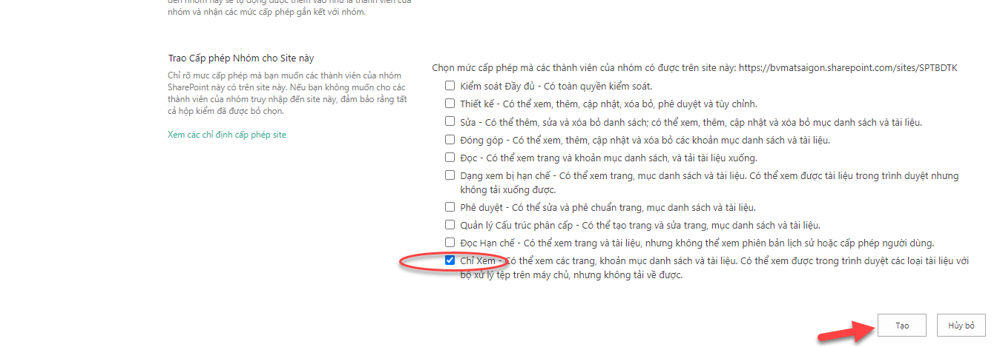 nhóm và nhận các mức cấp phép gắn kết với nhóm.
Trao Cấp phép Nhóm cho Site này
Chỉ rõ mưc cấp phép mà bạn muốn các thành viên của nhóm
SharePoint này có trên site này. Nếu bạn không muốn cho các
thành viên của nhóm truy nhập đến site này, đảm bảo rằng tất
cả hộp kiểm đã được bỏ chọn.
Xem các chỉ định cấp phép site
Chọn mức cấp phép mà các thành viên của nhóm có được trên site này: https://bvmatsaigon.sharepoint.com/sites/SPTBDTK
Kiểm soát Đầy đủ - Có toàn quyền kiểm soát.
Thiết kế - Có thể xem, thêm, cập nhật, xóa bỏ, phê duyệt và tùy chỉnh.
Sửa - Có thể thêm, sửa và xóa bỏ danh sách; có thể xem, thêm, cập nhật và xóa bỏ mục danh sách và tài liệu.
Đóng góp - Có thể xem, thêm, cập nhật và xóa bỏ các khoản mục danh sách và tài liệu.
Đọc - Có thể xem trang và khoản mục danh sách, và tải tài liệu xuống.
Dạng xem bị hạn chế - Có thể xem trang, mục danh sách và tài liệu. Có thể xem được tài liệu trong trình duyệt nhưng
không tải xuống được.
Phê duyệt - Có thể sửa và phê chuẩn trang, mục danh sách và tài liệu.
Quản lý Cấu trúc phân cấp - Có thể tạo trang và sửa trang, mục danh sách và tài liệu.
Đọc Hạn chế - Có thể xem trang và tài liệu, nhưng không thể xem phiên bản lịch sử hoặc cấp phép người dùng.
Chỉ Xem - Có thể xem các trang, khoản mục danh sách và tài liệu. Có thể xem được trong trình duyệt các loại tài liệu với
bộ xử lý tệp trên máy chủ, nhưng không tải về được.
Tạo
Hủy bỏ